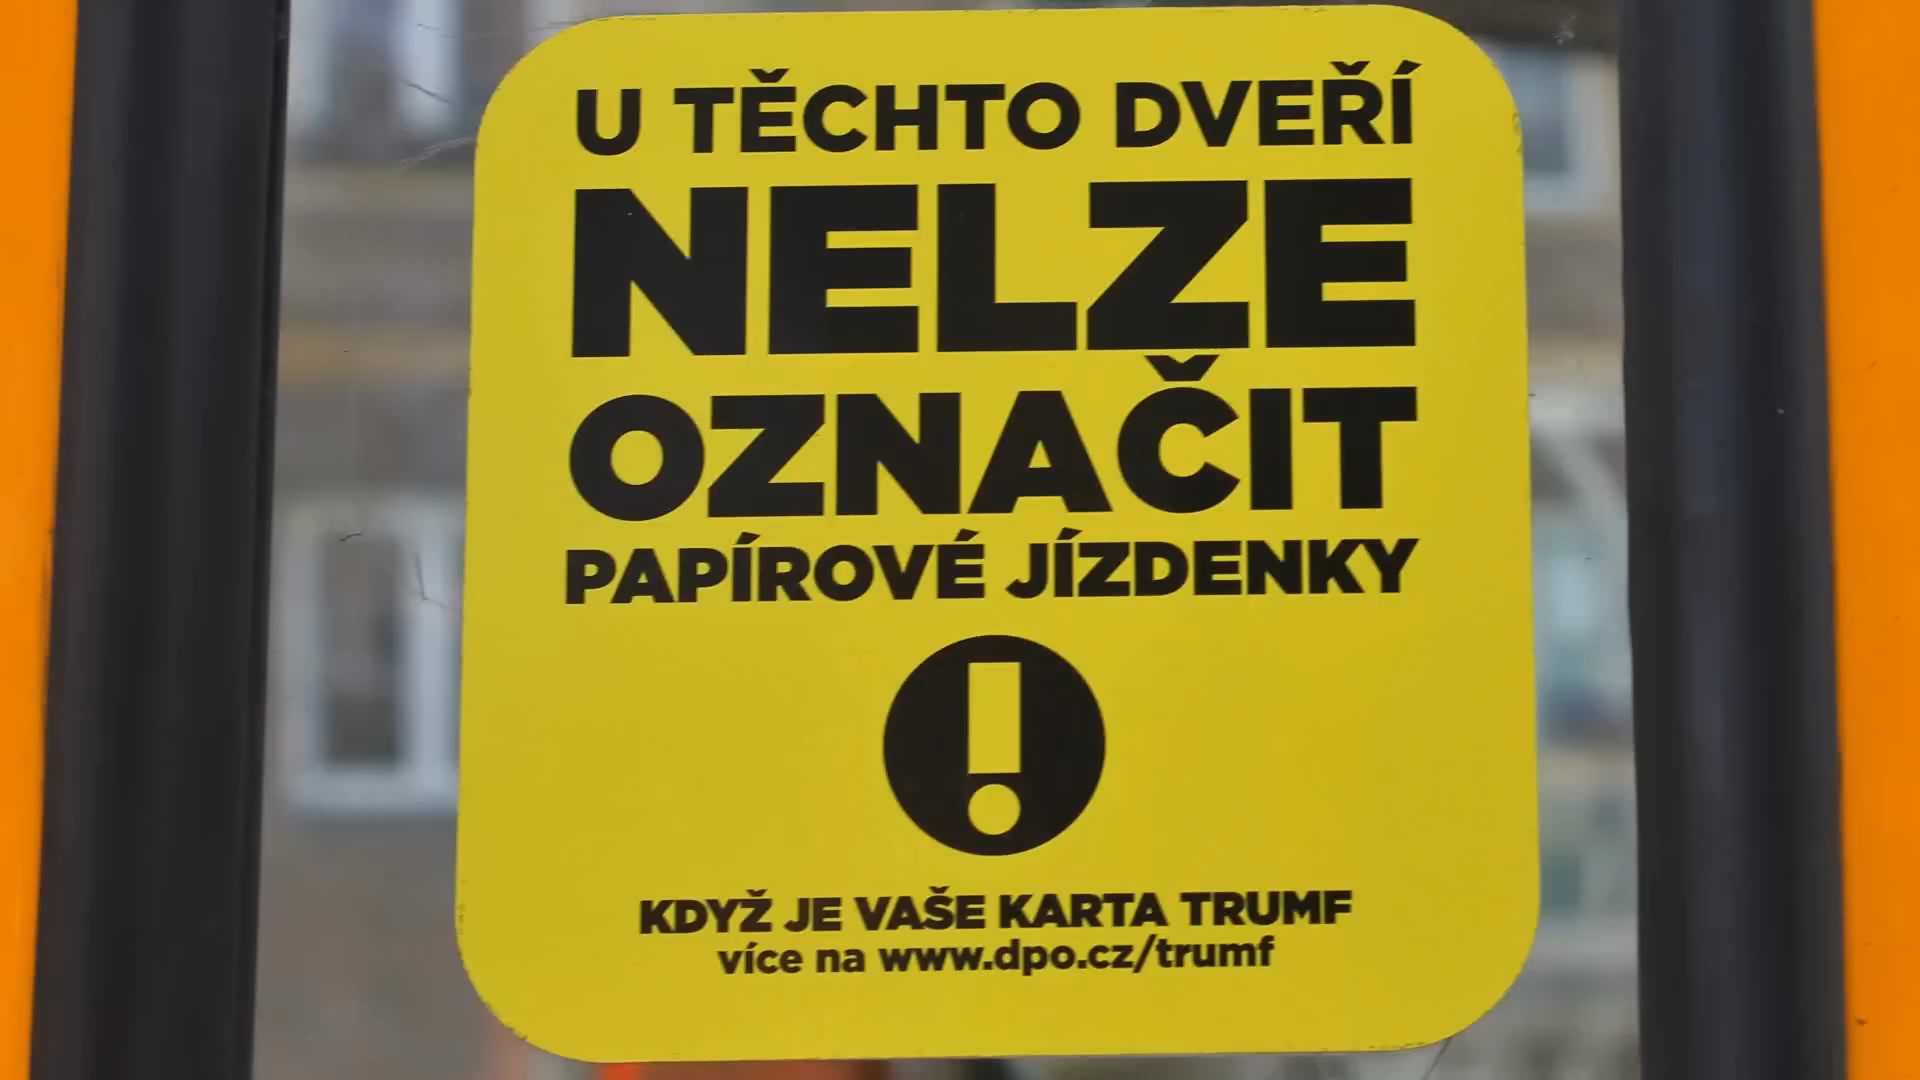 U TĚCHTO DVEŘÍ
NELZE
OZNAČIT
PAPÍROVÉ JÍZDENKY
!
KDYŽ JE VAŠE KARTA TRUMF
více na www.dpo.cz/trumf